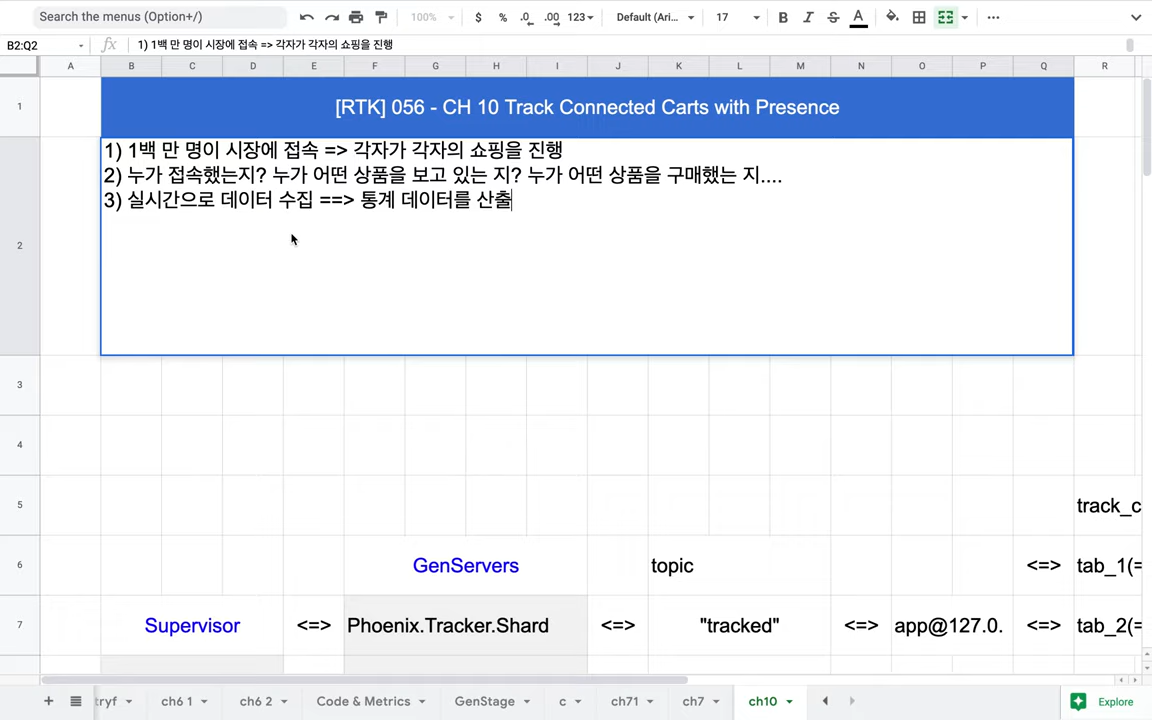 Search the menus (Option+/)
100%
$
%
.0
.00
123
Default (Ari...
17
B
I
S
A
B2:Q2
fx
1) 1백 만 명이 시장에 접속 => 각자가 각자의 쇼핑을 진행
A B C D E F G H I J K L M N O P Q R
1
[RTK] 056 - CH 10 Track Connected Carts with Presence
1) 1백 만 명이 시장에 접속 => 각자가 각자의 쇼핑을 진행
2) 누가 접속했는지? 누가 어떤 상품을 보고 있는 지? 누가 어떤 상품을 구매했는 지....
3) 실시간으로 데이터 수집 ==> 통계 데이터를 산출
2
3
4
5
track_c
6
GenServers
topic
<=>
tab_1(=
7
Supervisor
<=>
Phoenix.Tracker.Shard
<=>
"tracked"
<=>
app@127.0.
<=>
tab_2(=
tryf
ch6 1
ch6 2
Code & Metrics
GenStage
c
ch71
ch7
ch10
Explore